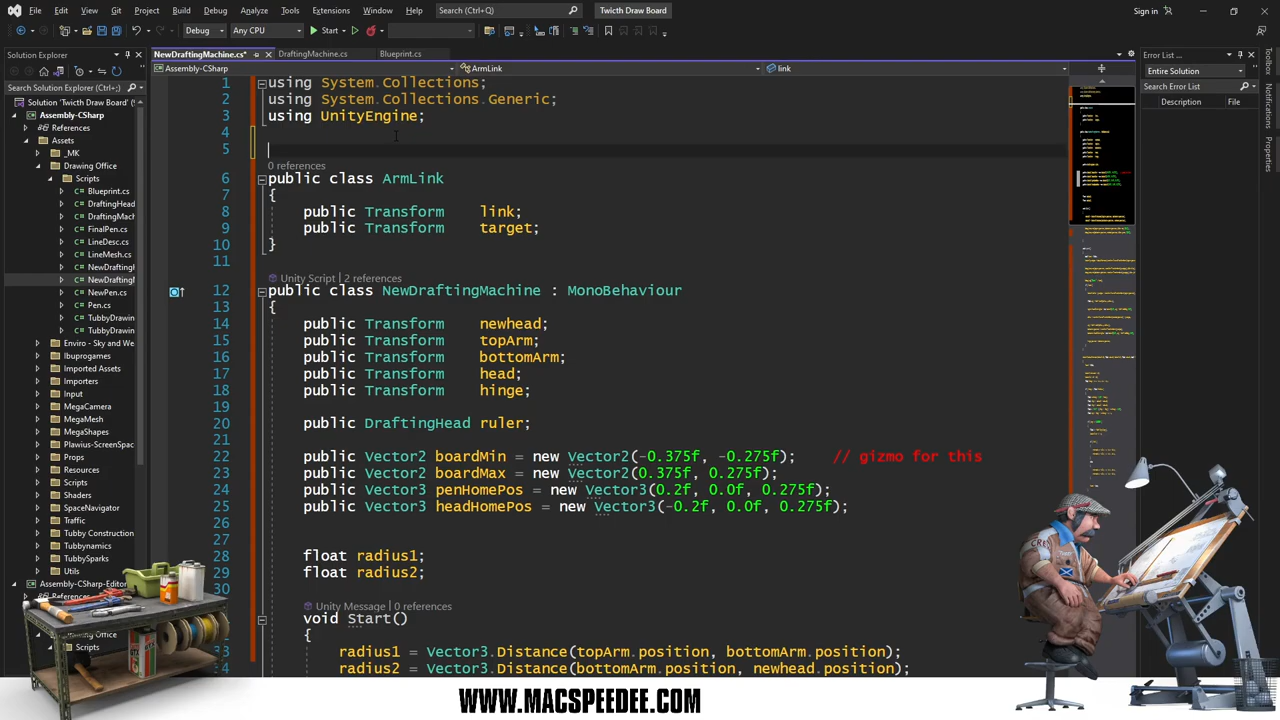 File Edit View Git Project Build Debug Test Analyze Tools Extensions Window Help Search (Ctrl+Q) Twicth Draw Board Sign in
Debug Any CPU Start
Solution Explorer
Search Solution Explorer (Ctrl+;)
Solution 'Twicth Draw Board'
Assembly-CSharp
References
Assets
_MK
Drawing Office
Scripts
Blueprint.cs
DraftingHead
DraftingMach
FinalPen.cs
LineDesc.cs
LineMesh.cs
NewDraftingH
NewDraftingM
NewPen.cs
Pen.cs
TubbyDrawin
TubbyDrawin
TubbyDrawin
Enviro - Sky and We
Ibuprogames
Imported Assets
Importers
Input
MegaCamera
MegaMesh
MegaShapes
Plawius-ScreenSpac
Props
Resources
Scripts
Shaders
SpaceNavigator
Traffic
Tubby Construction
Tubbynamics
TubbySparks
Utils
Assembly-CSharp-Editor
Scripts
NewDraftingMachine.cs* DraftingMachine.cs Blueprint.cs
Assembly-CSharp ArmLink link
1 using System.Collections;
2 using System.Collections.Generic;
3 using UnityEngine;
4
5
0 references
6 public class ArmLink
7 {
8 public Transform link;
9 public Transform target;
10 }
11
Unity Script | 2 references
12 public class NewDraftingMachine : MonoBehaviour
13 {
14 public Transform newhead;
15 public Transform topArm;
16 public Transform bottomArm;
17 public Transform head;
18 public Transform hinge;
19
20 public DraftingHead ruler;
21
22 public Vector2 boardMin = new Vector2(-0.375f, -0.275f); // gizmo for this
23 public Vector2 boardMax = new Vector2(0.375f, 0.275f);
24 public Vector3 penHomePos = new Vector3(0.2f, 0.0f, 0.275f);
25 public Vector3 headHomePos = new Vector3(-0.2f, 0.0f, 0.275f);
26
27
28 float radius1;
29 float radius2;
30
Unity Message | 0 references
void Start()
{
33 radius1 = Vector3.Distance(topArm.position, bottomArm.position);
34 radius2 = Vector3.Distance(bottomArm.position, newhead.position);
Error List ...
Entire Solution
Search Error List
Description File
Toolbox
Notifications
Properties
WWW.MACSPEEDEE.COM